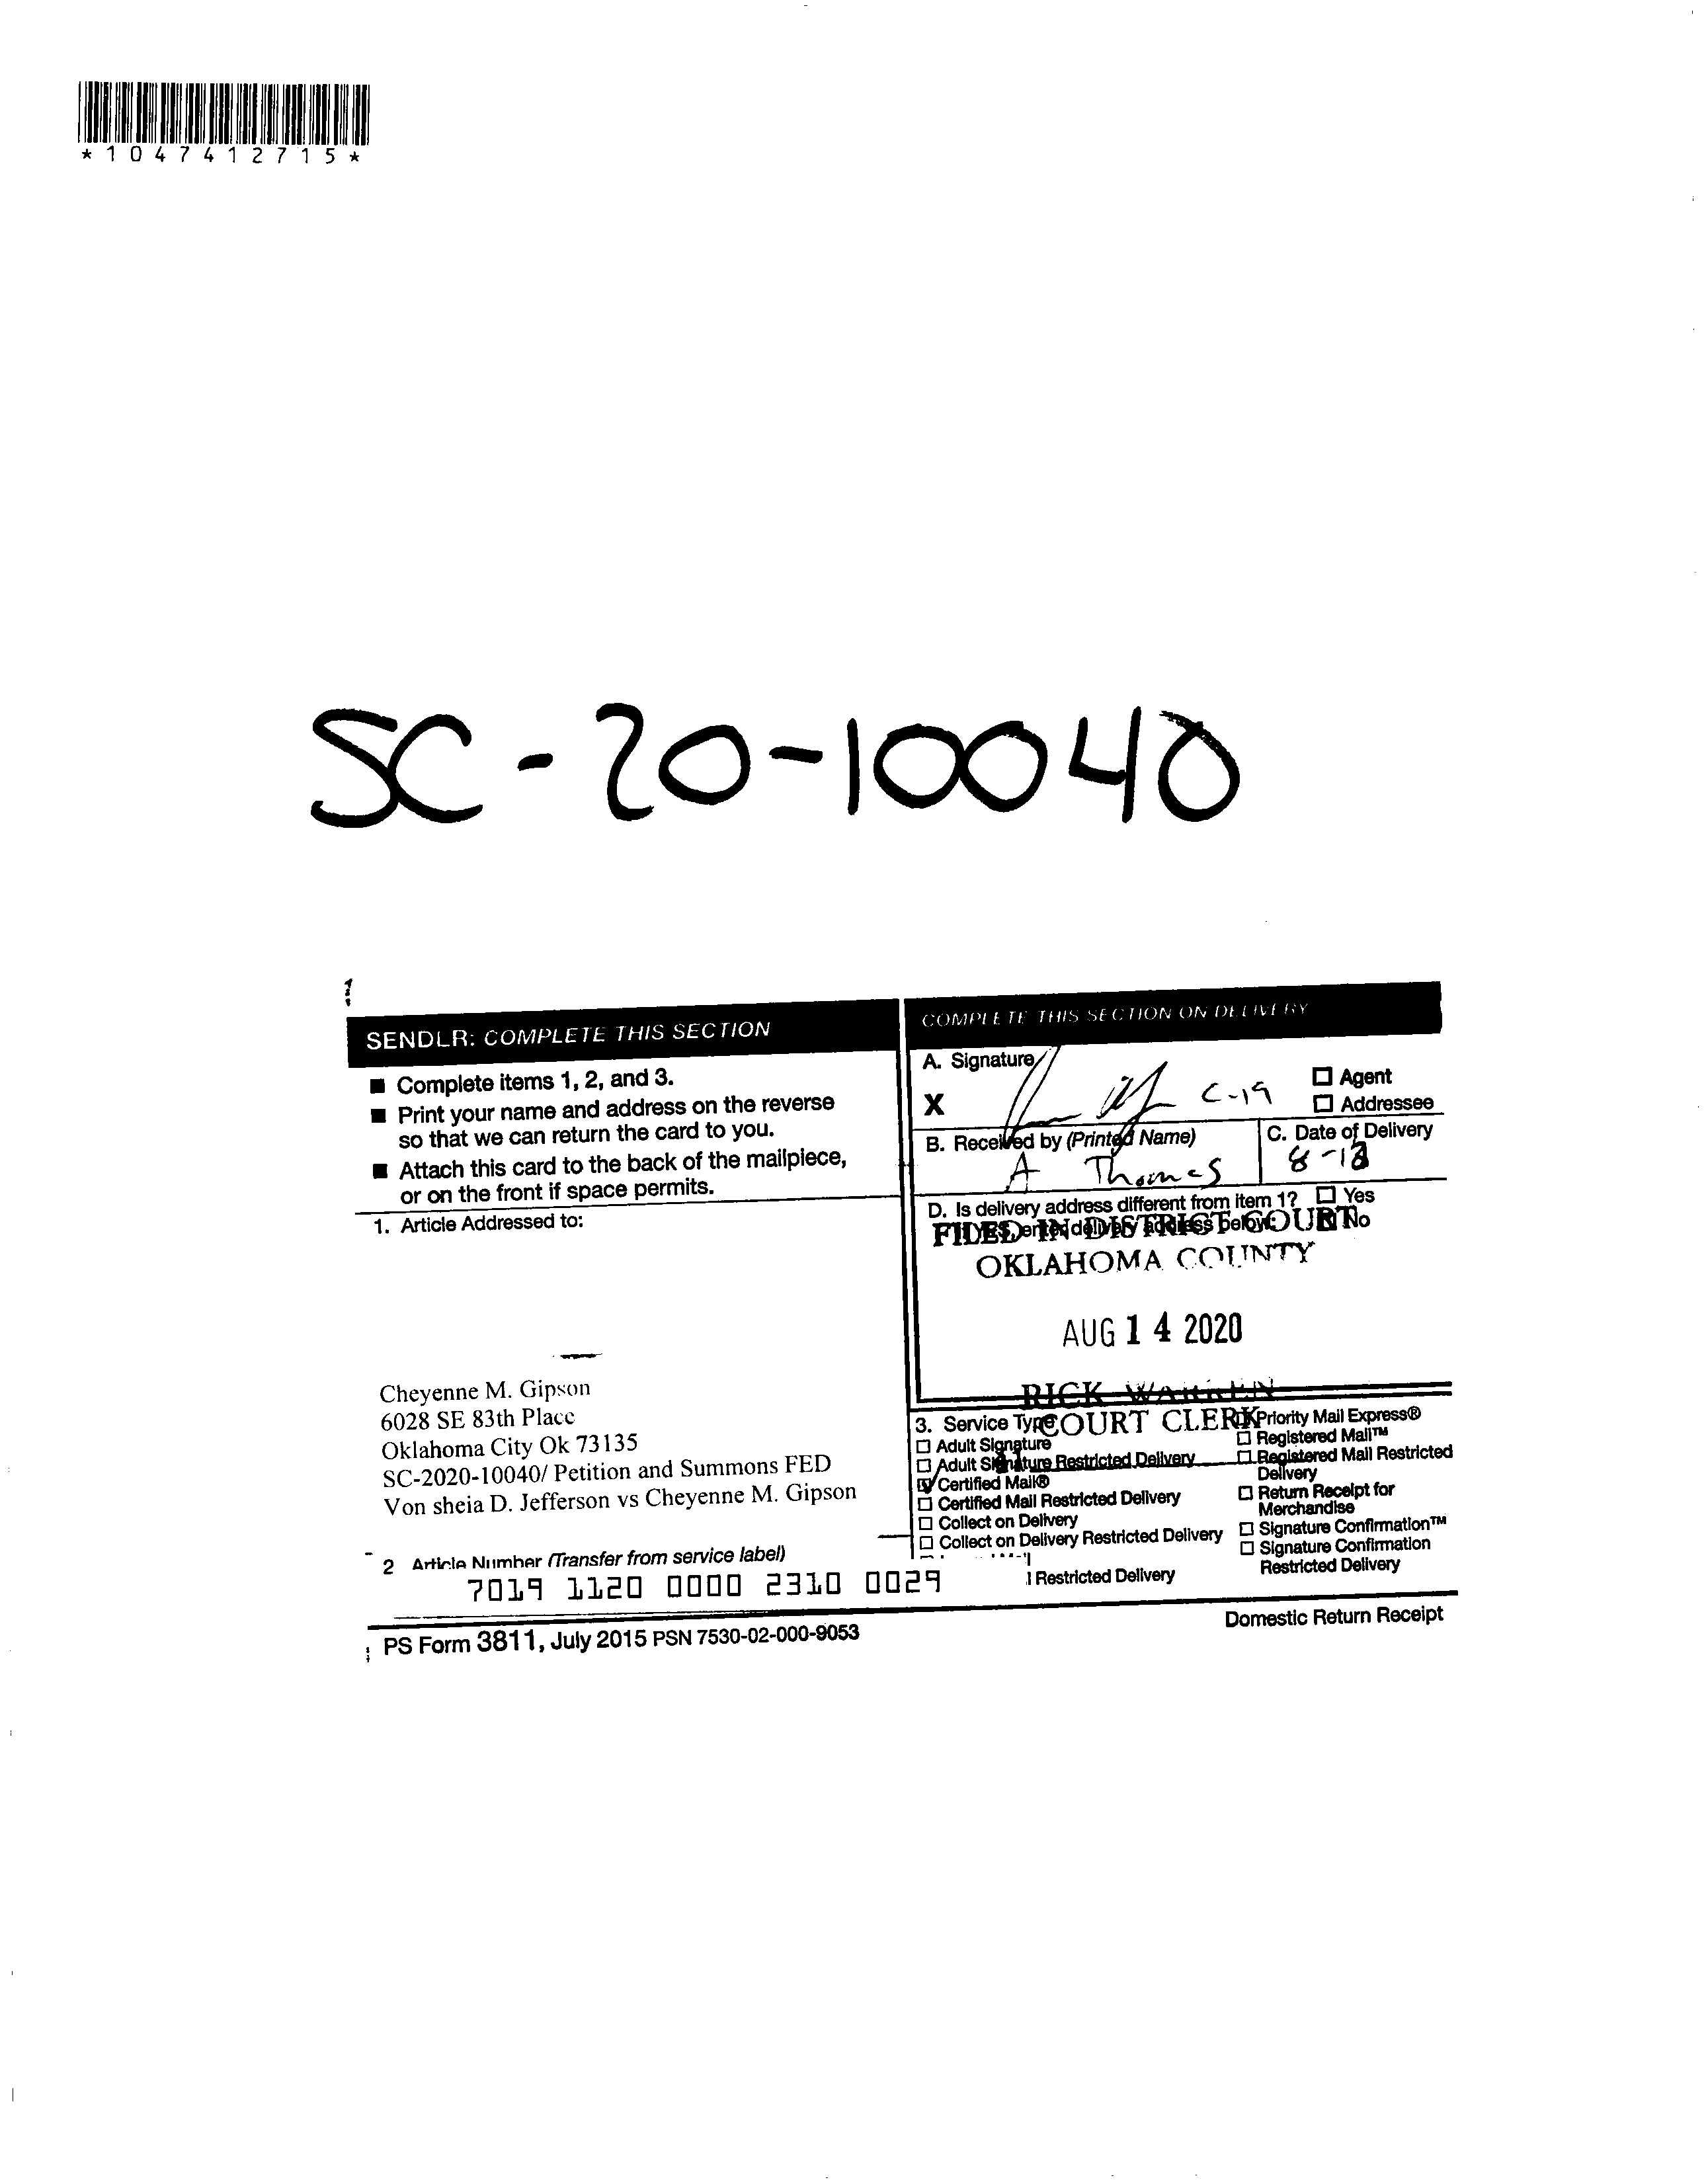 *1047412715*
SC-20-10040
SENDER: COMPLETE THIS SECTION
■ Complete items 1, 2, and 3.
■ Print your name and address on the reverse
so that we can return the card to you.
■ Attach this card to the back of the mailpiece,
or on the front if space permits.
1. Article Addressed to:
Cheyenne M. Gipson
6028 SE 83th Place
Oklahoma City Ok 73135
SC-2020-10040/ Petition and Summons FED
Von sheia D. Jefferson vs Cheyenne M. Gipson
2 Article Number (Transfer from service label)
7019 1120 0000 2310 0029
PS Form 3811, July 2015 PSN 7530-02-000-9053
COMPLETE THIS SECTION ON DELIVERY
A. Signature
X C-19
☐ Agent
☐ Addressee
B. Received by (Printed Name)
A Thomas
C. Date of Delivery
8-13
D. Is delivery address different from item 1? ☐ Yes
If YES, enter delivery address below: No
FILED IN DISTRICT COURT
OKLAHOMA COUNTY
AUG 14 2020
RICK WARREN
COURT CLERK
3. Service Type
☐ Adult Signature
☐ Adult Signature Restricted Delivery
☑ Certified Mail®
☐ Certified Mail Restricted Delivery
☐ Collect on Delivery
☐ Collect on Delivery Restricted Delivery
Restricted Delivery
☐ Priority Mail Express®
☐ Registered Mail™
☐ Registered Mail Restricted
Delivery
☐ Return Receipt for
Merchandise
☐ Signature Confirmation™
☐ Signature Confirmation
Restricted Delivery
Domestic Return Receipt